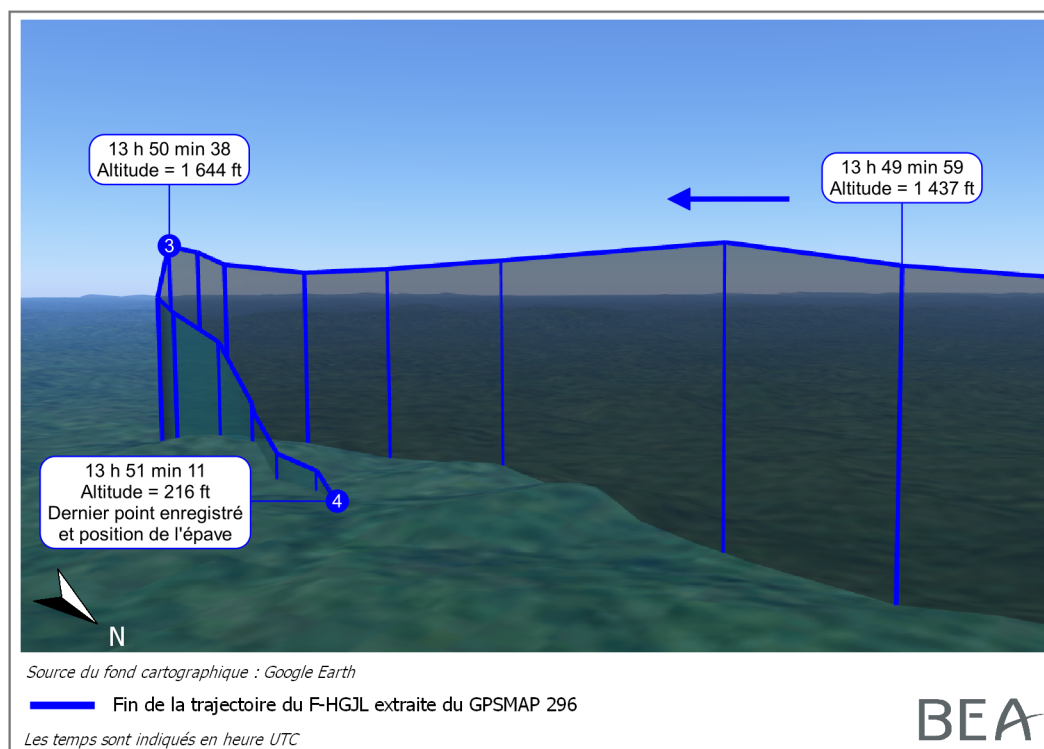 13 h 50 min 38
Altitude = 1 644 ft
13 h 49 min 59
Altitude = 1 437 ft
3
13 h 51 min 11
Altitude = 216 ft
Dernier point enregistré
et position de l'épave
4
N
Source du fond cartographique : Google Earth
Fin de la trajectoire du F-HGJL extraite du GPSMAP 296
Les temps sont indiqués en heure UTC
BEA